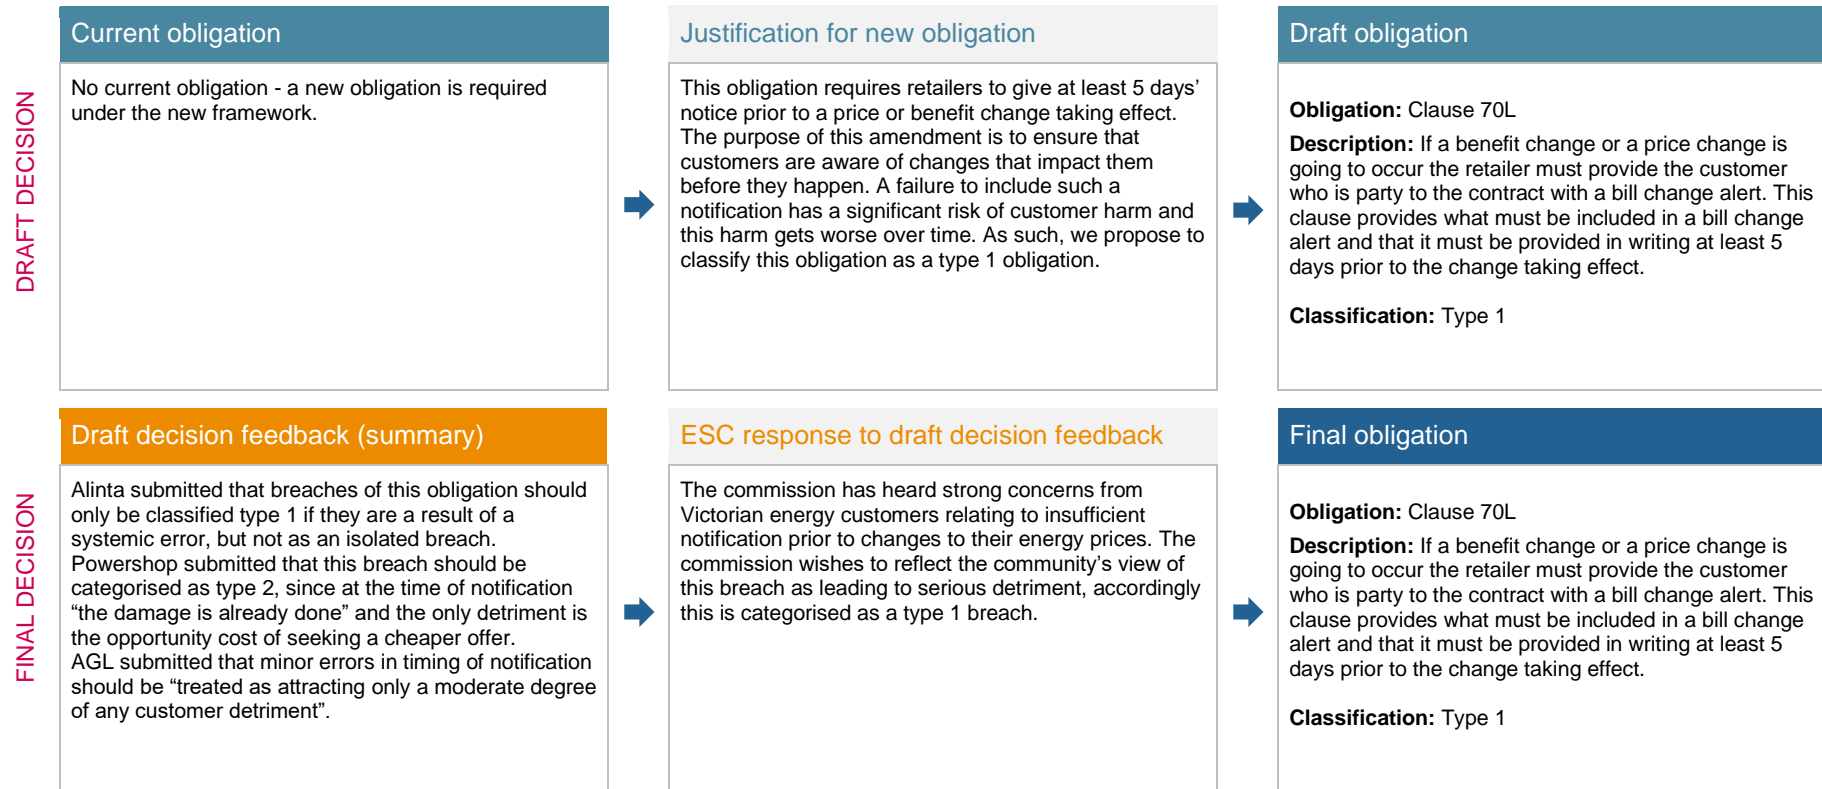 DRAFT DECISION
Current obligation
No current obligation - a new obligation is required
under the new framework.
Justification for new obligation
This obligation requires retailers to give at least 5 days’
notice prior to a price or benefit change taking effect.
The purpose of this amendment is to ensure that
customers are aware of changes that impact them
before they happen. A failure to include such a
notification has a significant risk of customer harm and
this harm gets worse over time. As such, we propose to
classify this obligation as a type 1 obligation.
Draft obligation
Obligation: Clause 70L
Description: If a benefit change or a price change is
going to occur the retailer must provide the customer
who is party to the contract with a bill change alert. This
clause provides what must be included in a bill change
alert and that it must be provided in writing at least 5
days prior to the change taking effect.
Classification: Type 1
FINAL DECISION
Draft decision feedback (summary)
Alinta submitted that breaches of this obligation should
only be classified type 1 if they are a result of a
systemic error, but not as an isolated breach.
Powershop submitted that this breach should be
categorised as type 2, since at the time of notification
“the damage is already done” and the only detriment is
the opportunity cost of seeking a cheaper offer.
AGL submitted that minor errors in timing of notification
should be “treated as attracting only a moderate degree
of any customer detriment”.
ESC response to draft decision feedback
The commission has heard strong concerns from
Victorian energy customers relating to insufficient
notification prior to changes to their energy prices. The
commission wishes to reflect the community’s view of
this breach as leading to serious detriment, accordingly
this is categorised as a type 1 breach.
Final obligation
Obligation: Clause 70L
Description: If a benefit change or a price change is
going to occur the retailer must provide the customer
who is party to the contract with a bill change alert. This
clause provides what must be included in a bill change
alert and that it must be provided in writing at least 5
days prior to the change taking effect.
Classification: Type 1